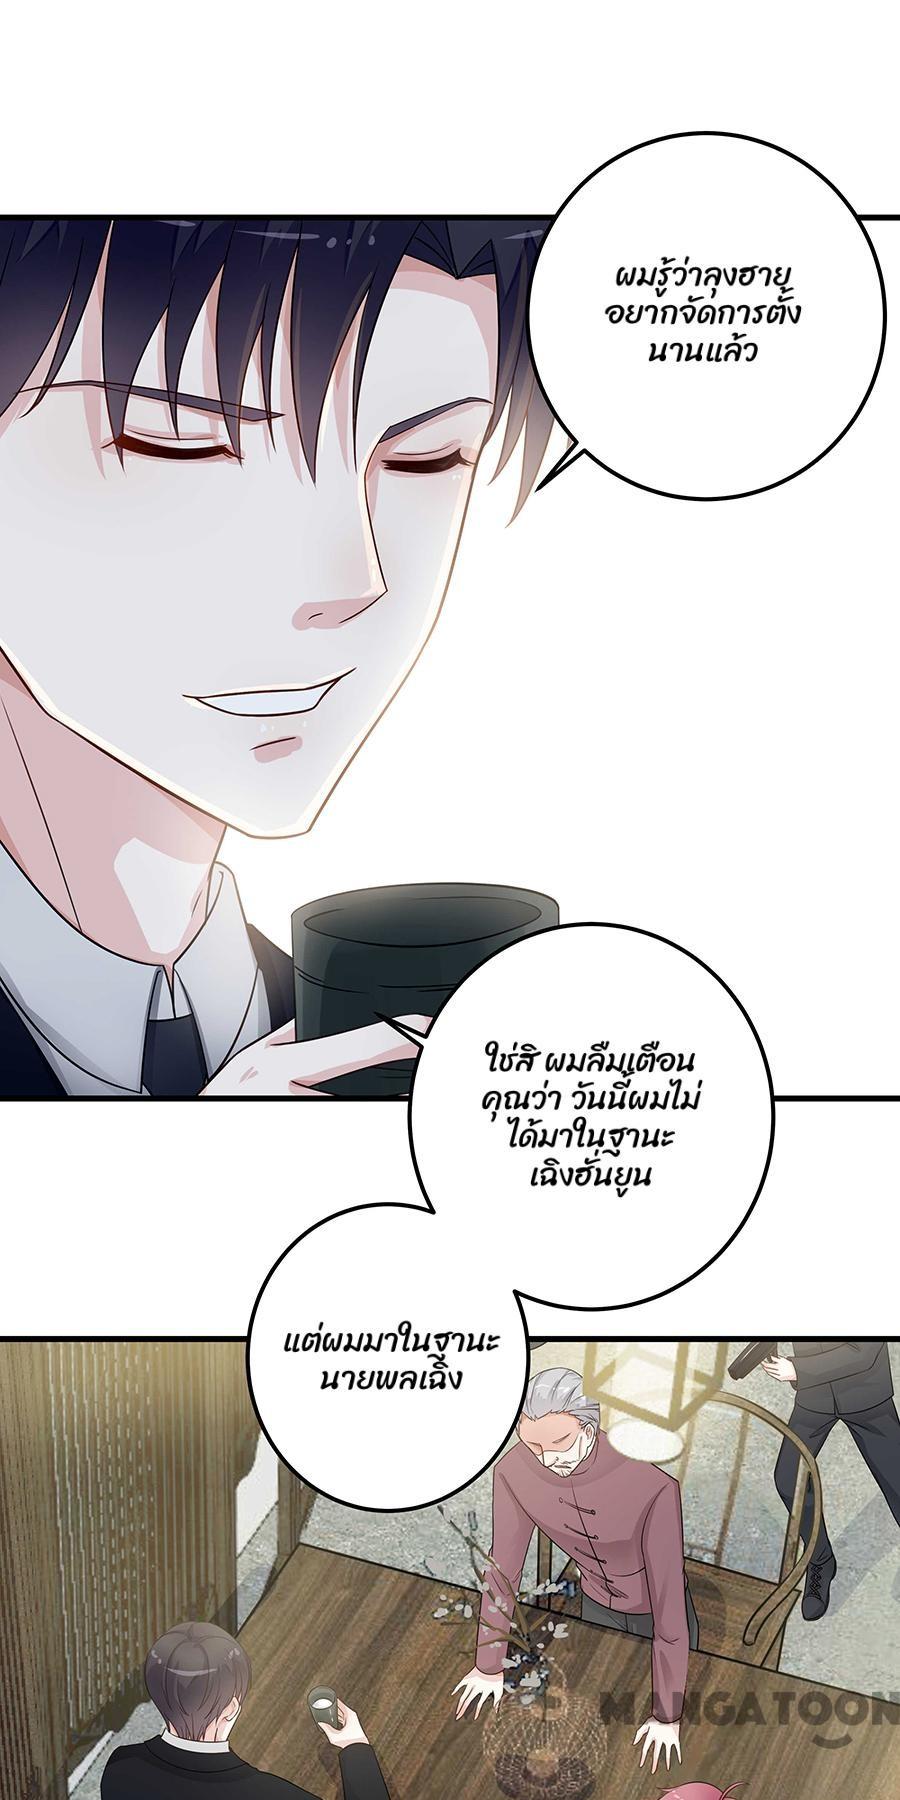 ผมรู้ว่าลุงฮาย
อยากจัดการตั้ง
นานแล้ว
ใช่สิ ผมลืมเตือน
คุณว่า วันนี้ผมไม่
ได้มาในฐานะ
เฉิงฮั่นยูน
แต่ผมมาในฐานะ
นายพลเฉิง
MANGATOON